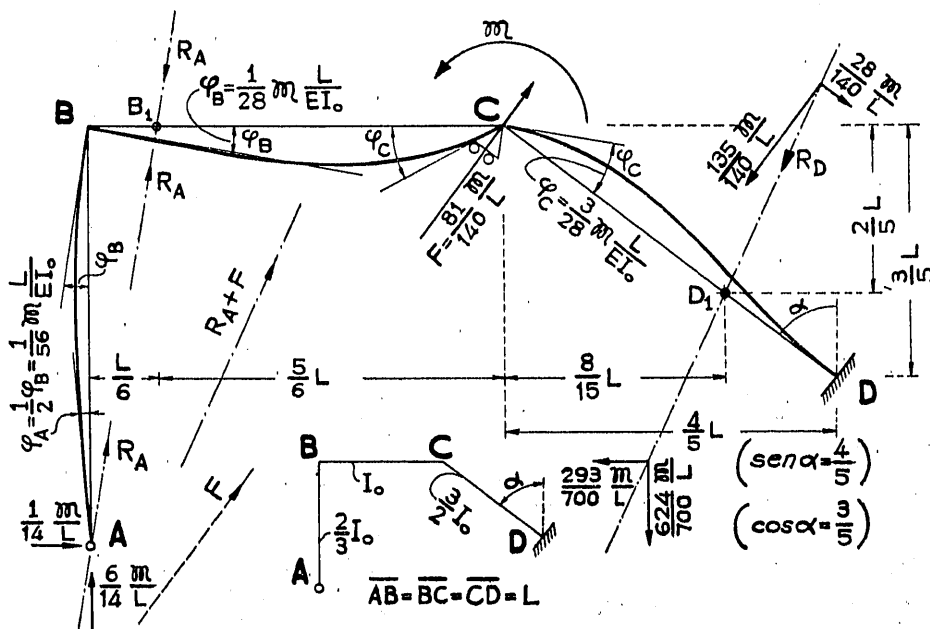 𝔐
R_A
φ_B = 1/28 𝔐 L/EI₀
28/140 𝔐/L
B
B₁
C
φ_B
φ_C
φ_C
135/140 𝔐/L
R_D
R_A
F = 81/140 𝔐/L
φ_C = 3/28 𝔐 L/EI₀
2/5 L
3/5 L
φ_B
φ_A = 1/2 φ_B = 1/56 𝔐 L/EI₀
R_A+F
D₁
α
L/6
5/6 L
8/15 L
D
4/5 L
R_A
F
B
C
I₀
α
293/700 𝔐/L
624/700 𝔐/L
(sen α = 4/5)
1/14 𝔐/L
A
2/3 I₀
3/2 I₀
D
(cos α = 3/5)
A
6/14 𝔐/L
A̅B̅ = B̅C̅ = C̅D̅ = L